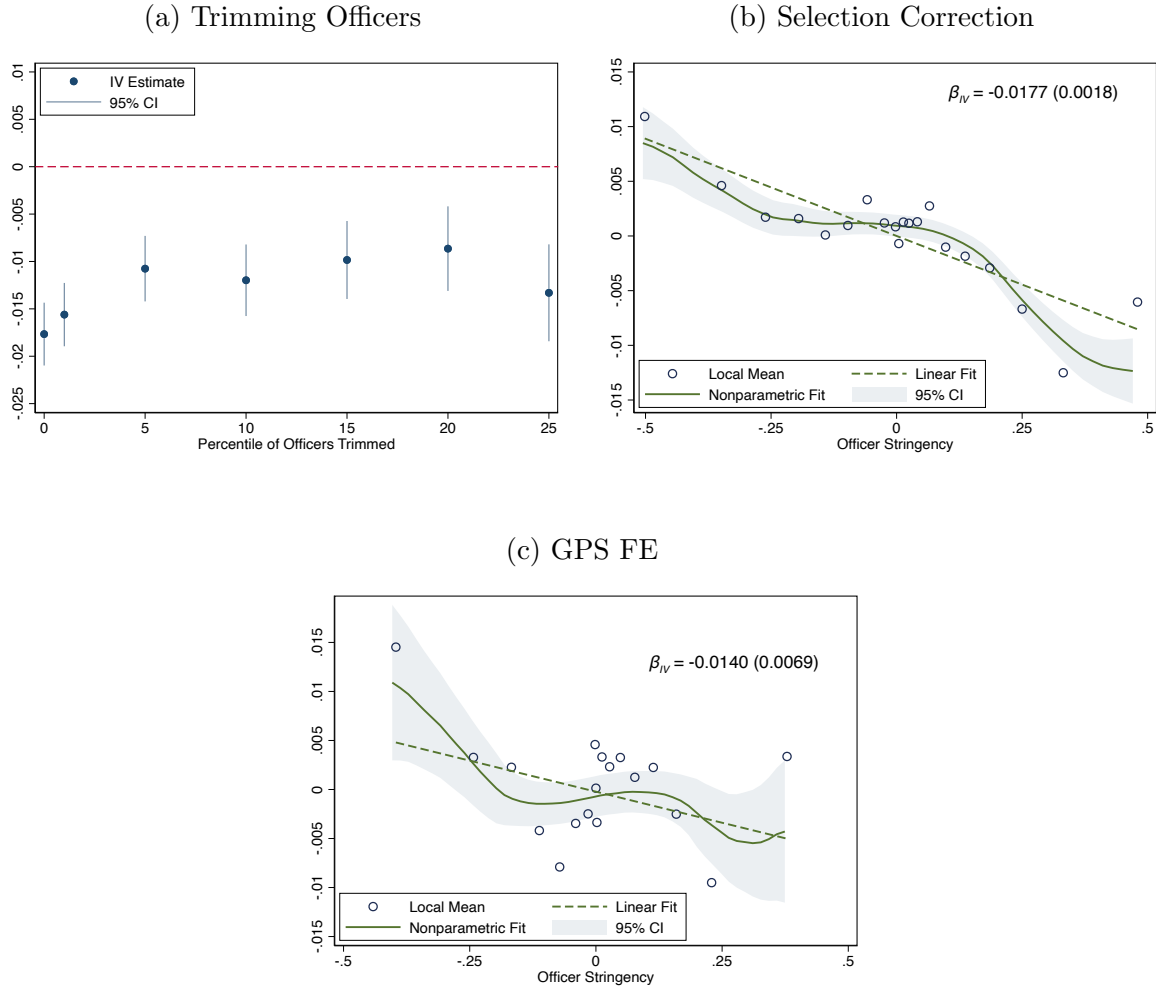 (a) Trimming Officers
.01
.005
0
-.005
-.01
-.015
-.02
-.025
IV Estimate
95% CI
0 5 10 15 20 25
Percentile of Officers Trimmed
(b) Selection Correction
.015
.01
.005
0
-.005
-.01
-.015
βIV = -0.0177 (0.0018)
Local Mean Linear Fit
Nonparametric Fit 95% CI
-.5 -.25 0 .25 .5
Officer Stringency
(c) GPS FE
.015
.01
.005
0
-.005
-.01
-.015
βIV = -0.0140 (0.0069)
Local Mean Linear Fit
Nonparametric Fit 95% CI
-.5 -.25 0 .25 .5
Officer Stringency